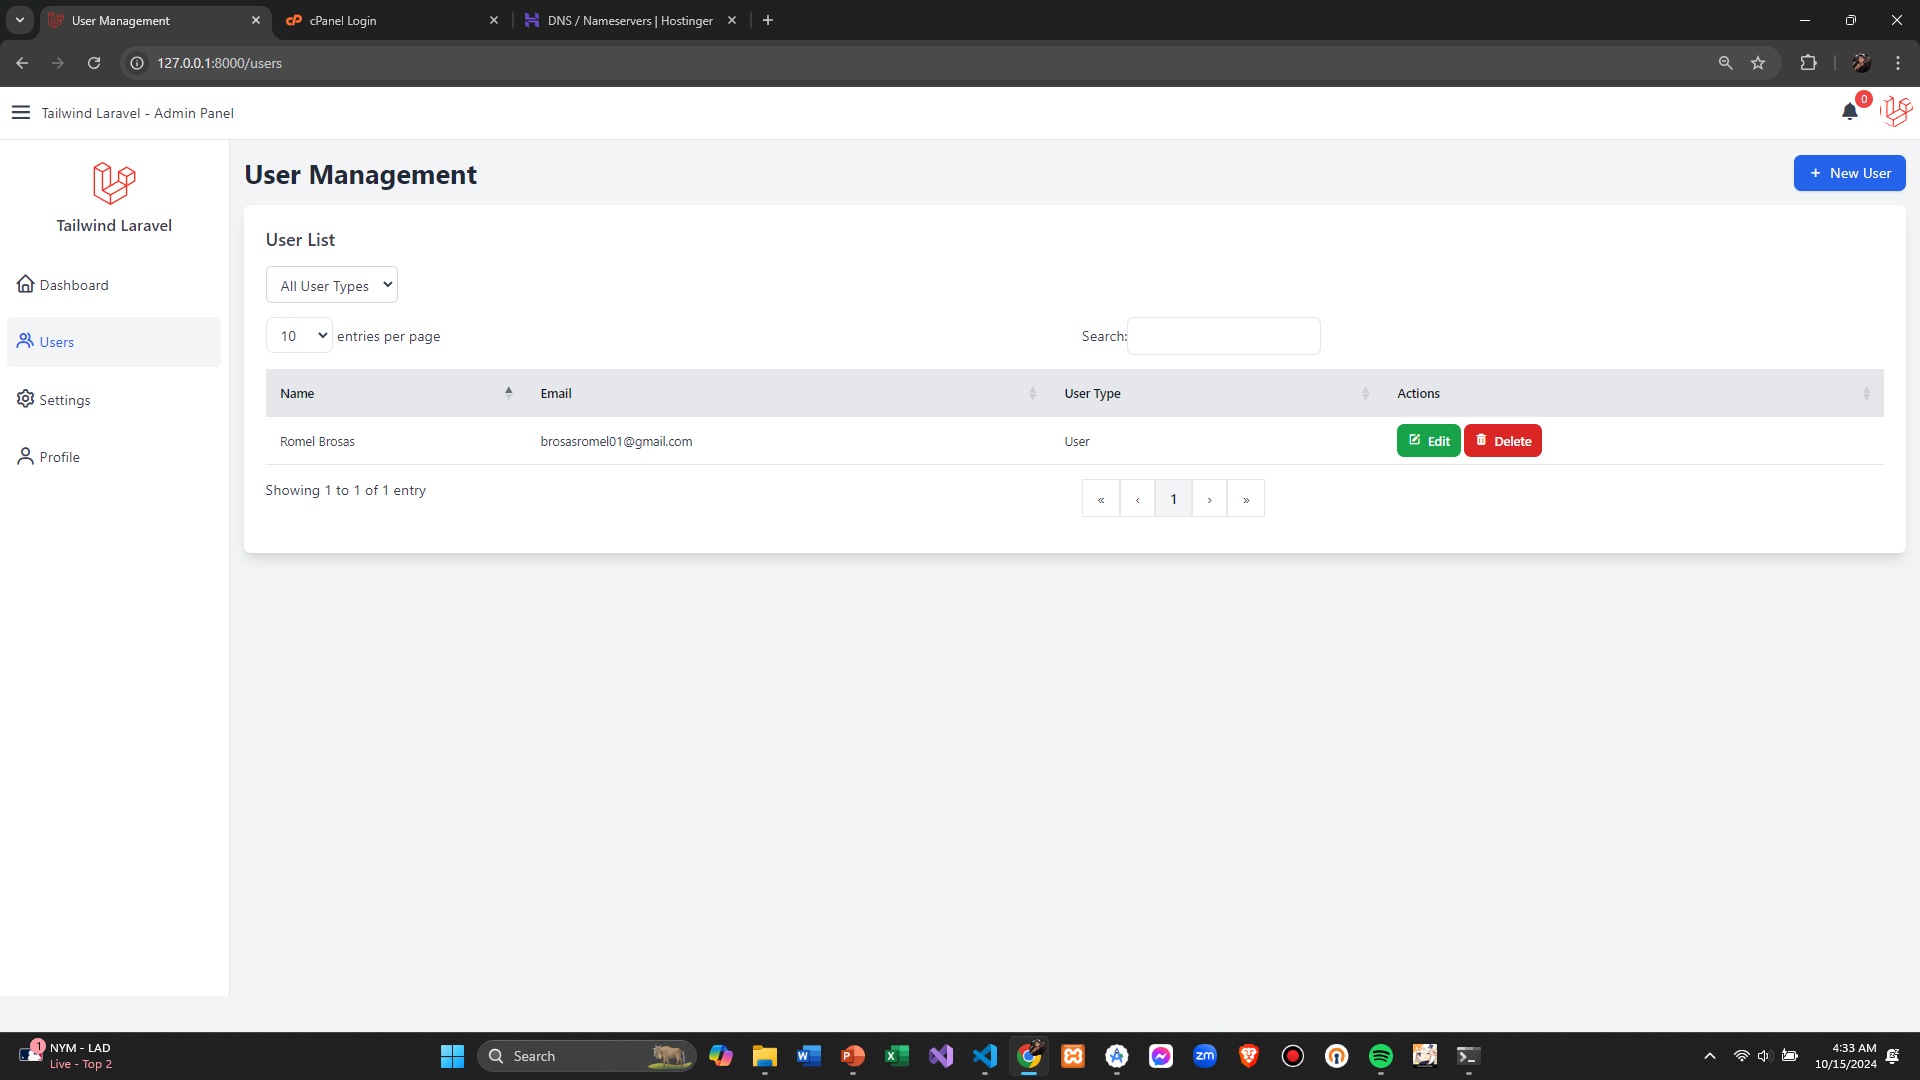 User Management
cPanel Login
DNS / Nameservers | Hostinger
127.0.0.1:8000/users
Tailwind Laravel - Admin Panel
0
Tailwind Laravel
Dashboard
Users
Settings
Profile
User Management
+ New User
User List
All User Types
10 entries per page
Search:
Name Email User Type Actions
Romel Brosas brosasromel01@gmail.com User Edit Delete
Showing 1 to 1 of 1 entry
« ‹ 1 › »
1
NYM - LAD
Live - Top 2
Search
zm
4:33 AM
10/15/2024